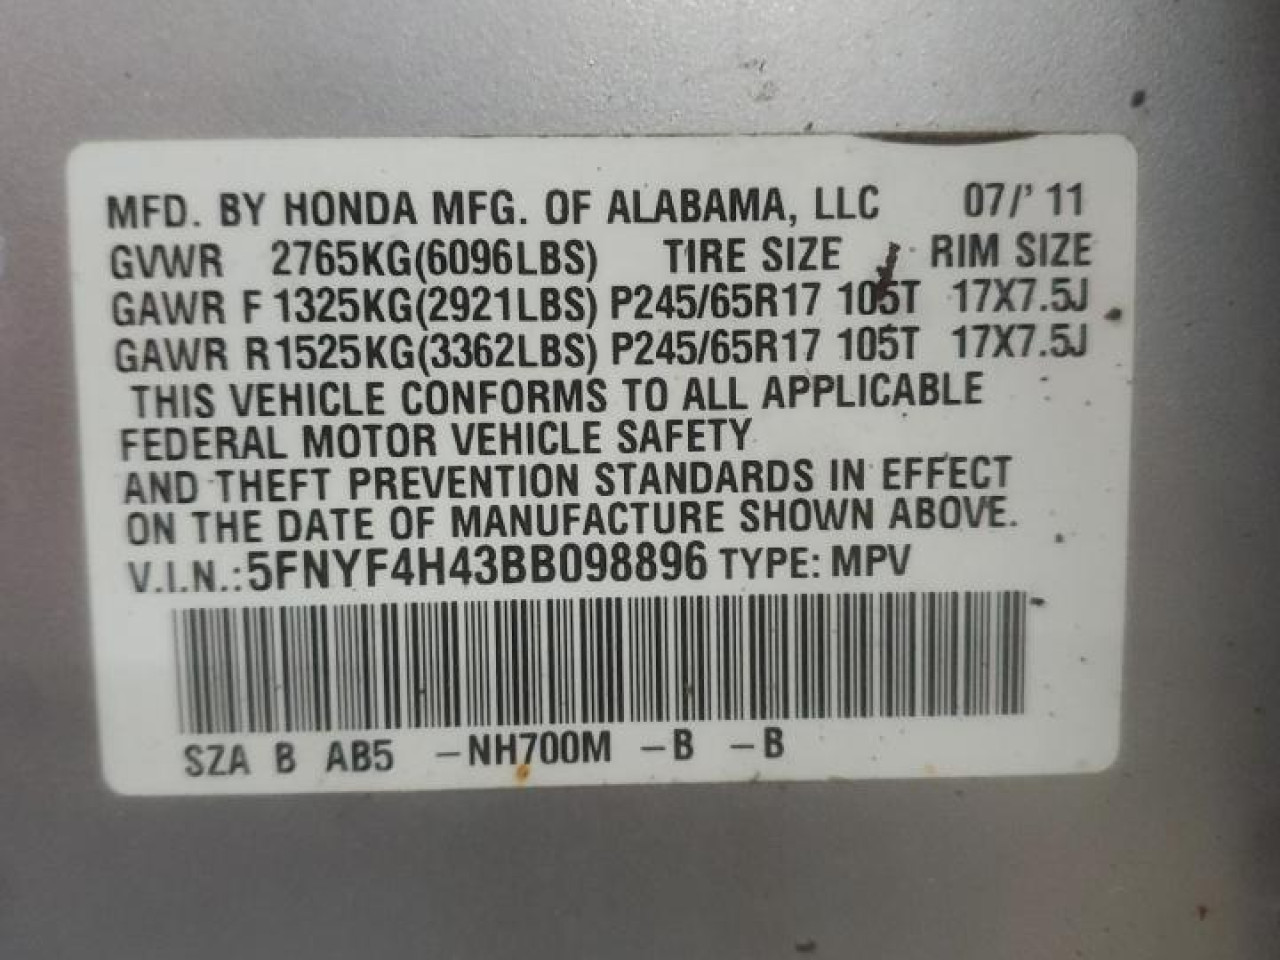 MFD. BY HONDA MFG. OF ALABAMA, LLC 07/' 11
GVWR 2765KG(6096LBS) TIRE SIZE RIM SIZE
GAWR F 1325KG(2921LBS) P245/65R17 105T 17X7.5J
GAWR R1525KG(3362LBS) P245/65R17 105T 17X7.5J
THIS VEHICLE CONFORMS TO ALL APPLICABLE
FEDERAL MOTOR VEHICLE SAFETY
AND THEFT PREVENTION STANDARDS IN EFFECT
ON THE DATE OF MANUFACTURE SHOWN ABOVE.
V.I.N.:5FNYF4H43BB098896 TYPE: MPV
SZA B AB5 -NH700M -B -B